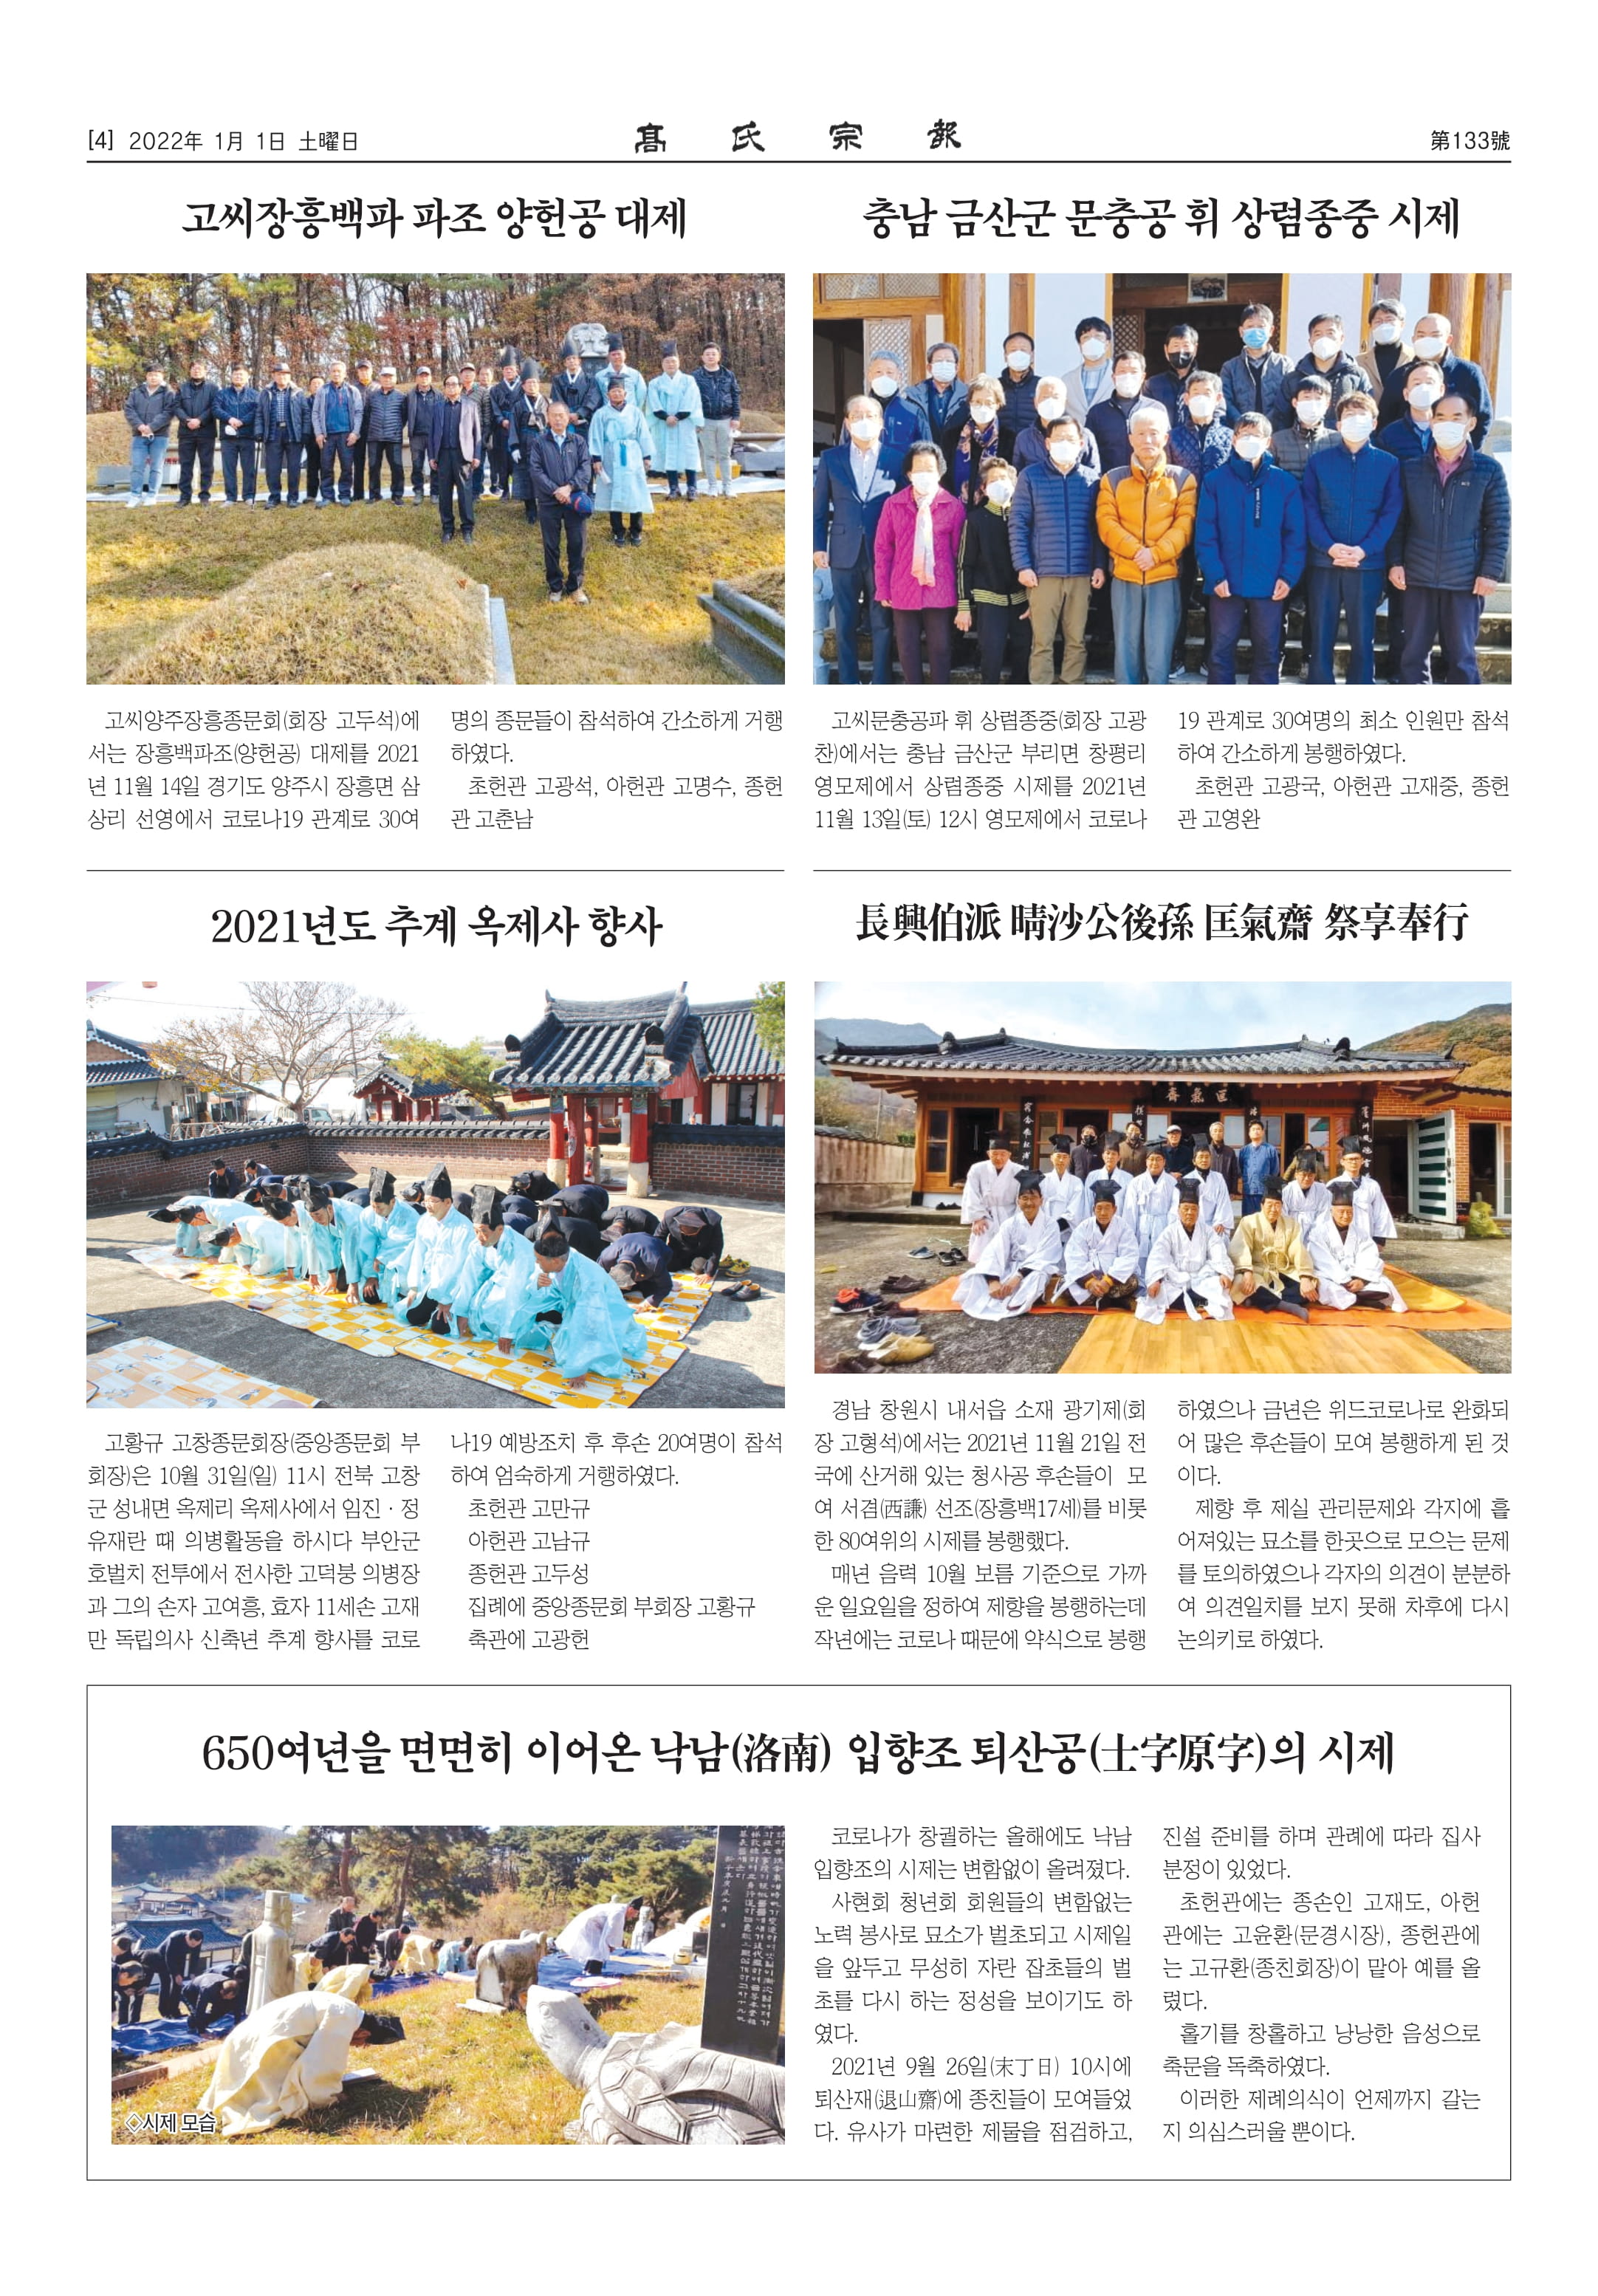 [4] 2022年 1月 1日 土曜日
高 氏 宗 報
第133號
고씨장흥백파 파조 양헌공 대제
고씨양주장흥종문회(회장 고두석)에
서는 장흥백파조(양헌공) 대제를 2021
년 11월 14일 경기도 양주시 장흥면 삼
상리 선영에서 코로나19 관계로 30여
명의 종문들이 참석하여 간소하게 거행
하였다.
초헌관 고광석, 아헌관 고명수, 종헌
관 고춘남
충남 금산군 문충공 휘 상렴종중 시제
고씨문충공파 휘 상렴종중(회장 고광
찬)에서는 충남 금산군 부리면 창평리
영모제에서 상렴종중 시제를 2021년
11월 13일(토) 12시 영모제에서 코로나
19 관계로 30여명의 최소 인원만 참석
하여 간소하게 봉행하였다.
초헌관 고광국, 아헌관 고재중, 종헌
관 고영완
2021년도 추계 옥제사 향사
고황규 고창종문회장(중앙종문회 부
회장)은 10월 31일(일) 11시 전북 고창
군 성내면 옥제리 옥제사에서 임진·정
유재란 때 의병활동을 하시다 부안군
호벌치 전투에서 전사한 고덕붕 의병장
과 그의 손자 고여흥, 효자 11세손 고재
만 독립의사 신축년 추계 향사를 코로
나19 예방조치 후 후손 20여명이 참석
하여 엄숙하게 거행하였다.
초헌관 고만규
아헌관 고남규
종헌관 고두성
집례에 중앙종문회 부회장 고황규
축관에 고광헌
長興伯派 晴沙公後孫 匡氣齋 祭享奉行
齋氣匡
경남 창원시 내서읍 소재 광기제(회
장 고형석)에서는 2021년 11월 21일 전
국에 산거해 있는 청사공 후손들이 모
여 서겸(西謙) 선조(장흥백17세)를 비롯
한 80여위의 시제를 봉행했다.
매년 음력 10월 보름 기준으로 가까
운 일요일을 정하여 제향을 봉행하는데
작년에는 코로나 때문에 약식으로 봉행
하였으나 금년은 위드코로나로 완화되
어 많은 후손들이 모여 봉행하게 된 것
이다.
제향 후 제실 관리문제와 각지에 흩
어져있는 묘소를 한곳으로 모으는 문제
를 토의하였으나 각자의 의견이 분분하
여 의견일치를 보지 못해 차후에 다시
논의키로 하였다.
650여년을 면면히 이어온 낙남(洛南) 입향조 퇴산공(士字原字)의 시제
◇시제 모습
코로나가 창궐하는 올해에도 낙남
입향조의 시제는 변함없이 올려졌다.
사현회 청년회 회원들의 변함없는
노력 봉사로 묘소가 벌초되고 시제일
을 앞두고 무성히 자란 잡초들의 벌
초를 다시 하는 정성을 보이기도 하
였다.
2021년 9월 26일(末丁日) 10시에
퇴산재(退山齋)에 종친들이 모여들었
다. 유사가 마련한 제물을 점검하고,
진설 준비를 하며 관례에 따라 집사
분정이 있었다.
초헌관에는 종손인 고재도, 아헌
관에는 고윤환(문경시장), 종헌관에
는 고규환(종친회장)이 맡아 예를 올
렸다.
홀기를 창홀하고 낭낭한 음성으로
축문을 독축하였다.
이러한 제례의식이 언제까지 갈는
지 의심스러울 뿐이다.